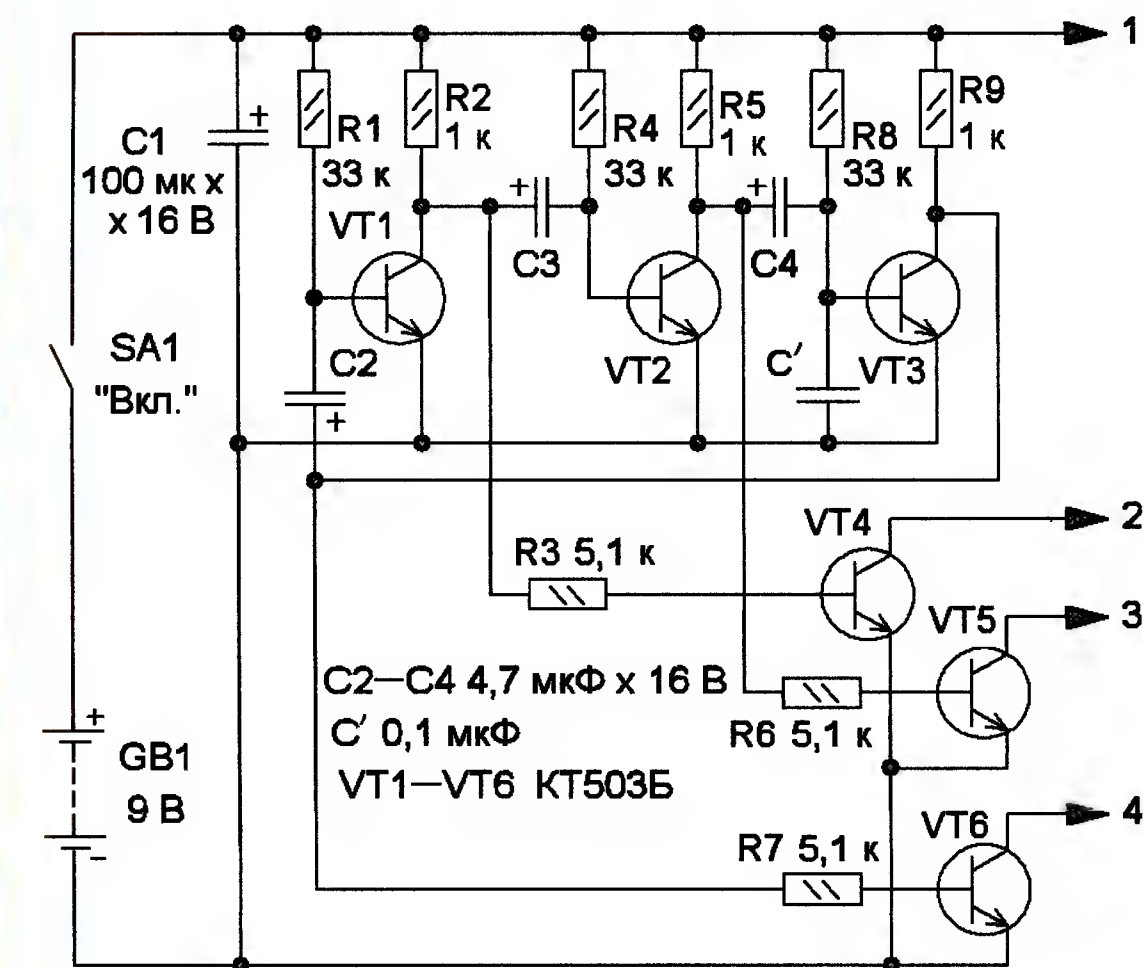 1
C1
100 мк x
x 16 В
+
R1
33 к
R2
1 к
R4
33 к
R5
1 к
R8
33 к
R9
1 к
VT1
+
C3
+
C4
C2
+
VT2
C′
VT3
SA1
"Вкл."
VT4
2
R3 5,1 к
VT5
3
C2—C4 4,7 мкФ x 16 В
C′ 0,1 мкФ
VT1—VT6 КТ503Б
R6 5,1 к
+
GB1
9 В
−
VT6
4
R7 5,1 к